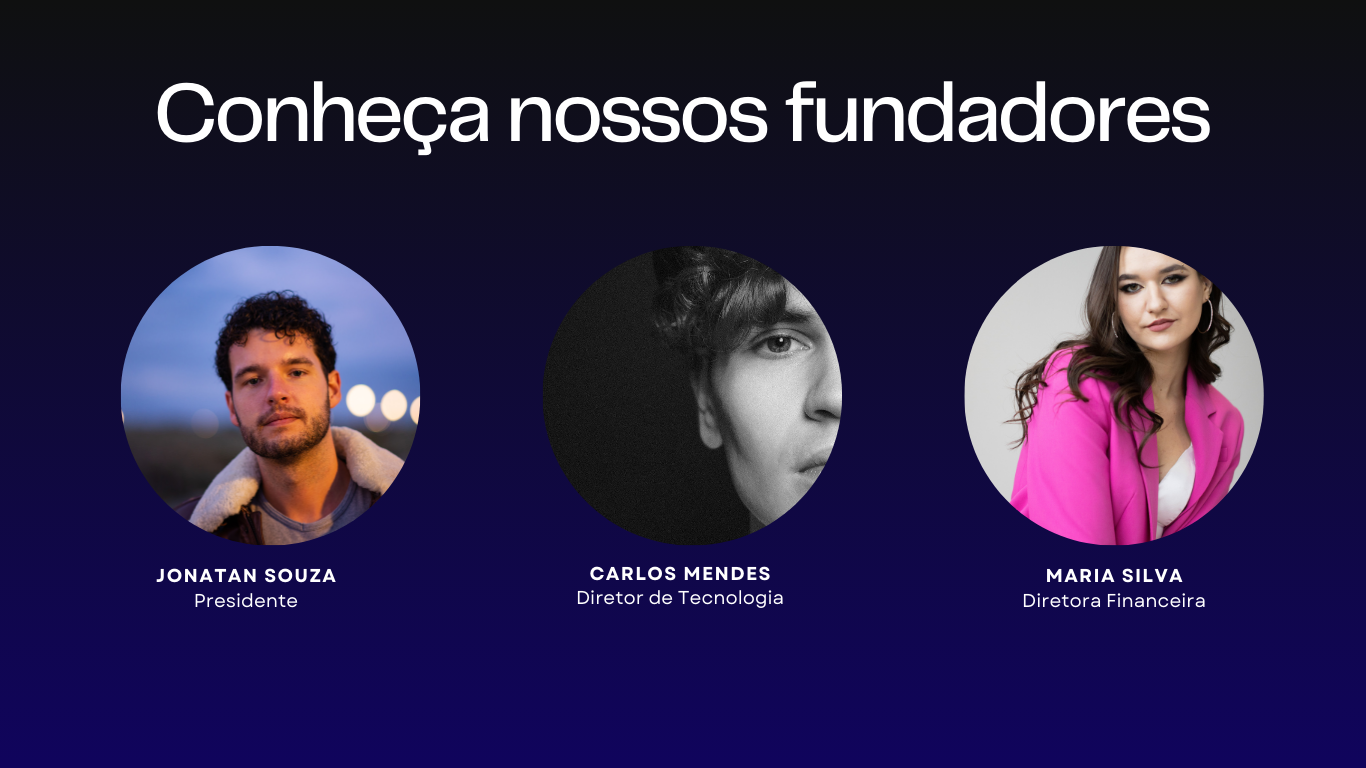 Conheça nossos fundadores
JONATAN SOUZA
Presidente
CARLOS MENDES
Diretor de Tecnologia
MARIA SILVA
Diretora Financeira